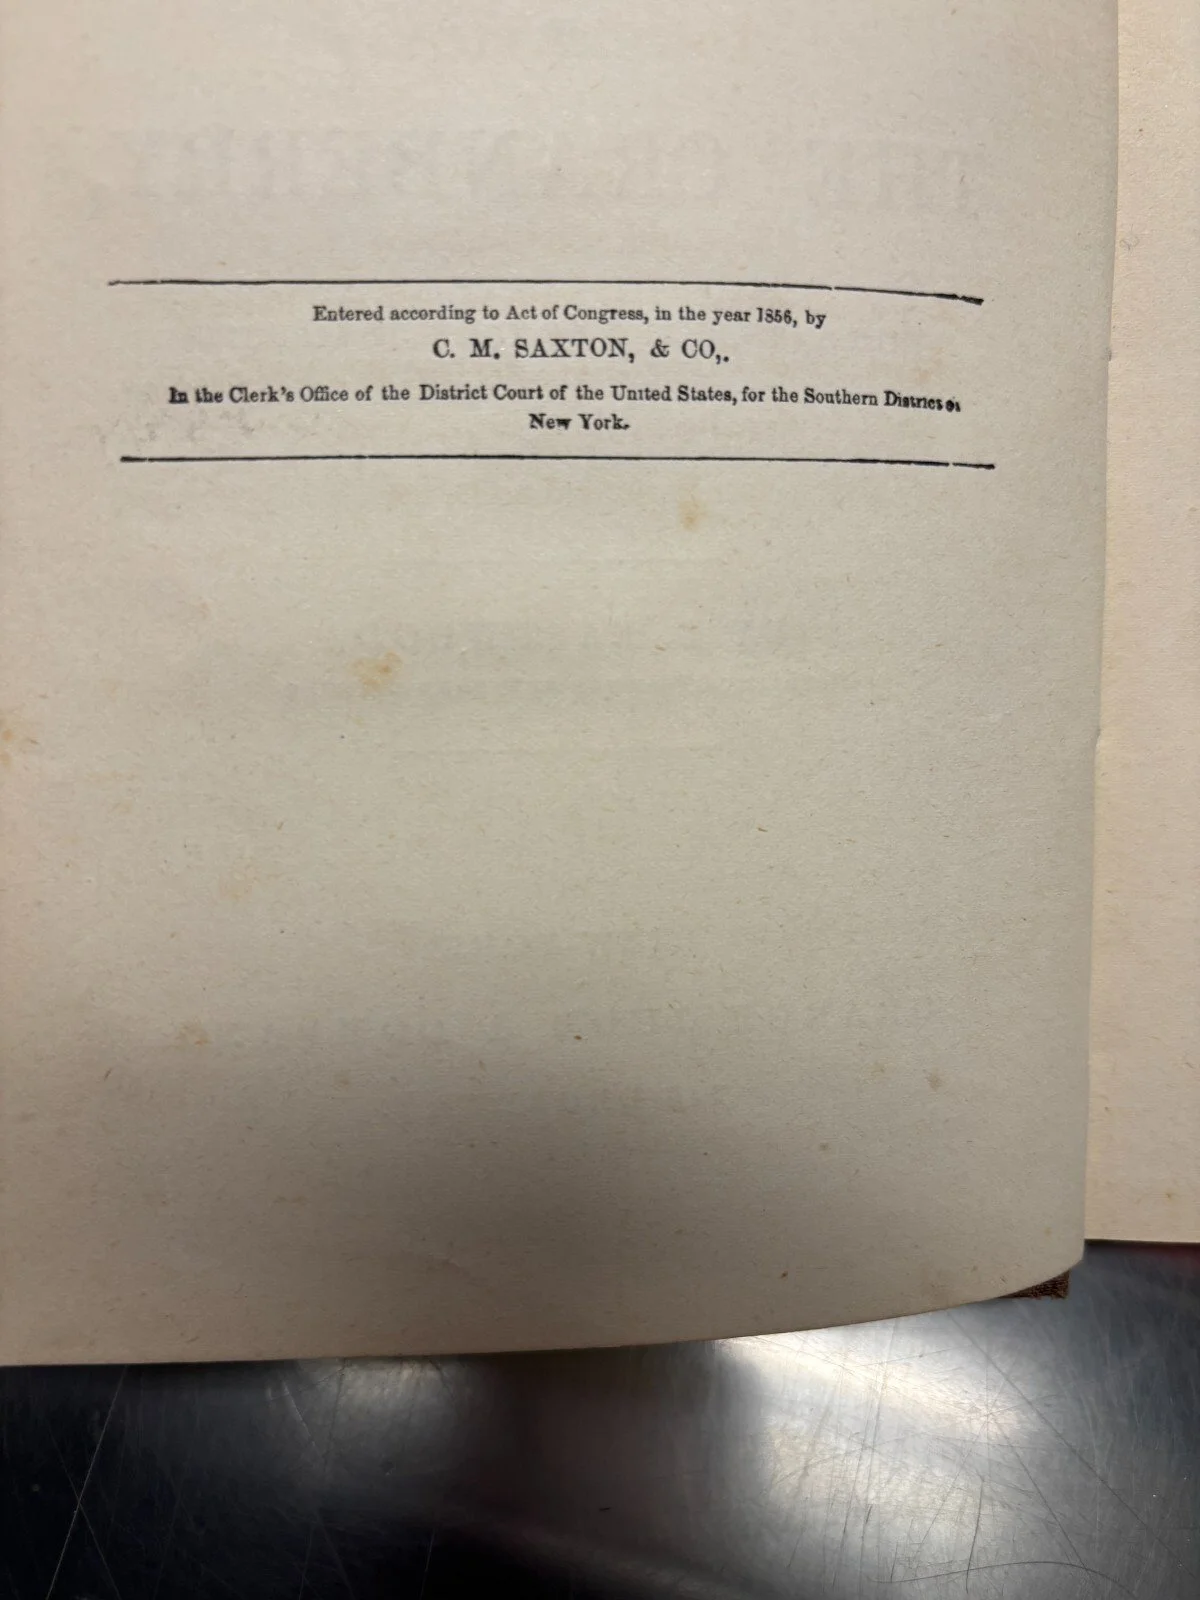 Entered according to Act of Congress, in the year 1856, by
C. M. SAXTON, & CO,.
In the Clerk's Office of the District Court of the United States, for the Southern District of
New York.